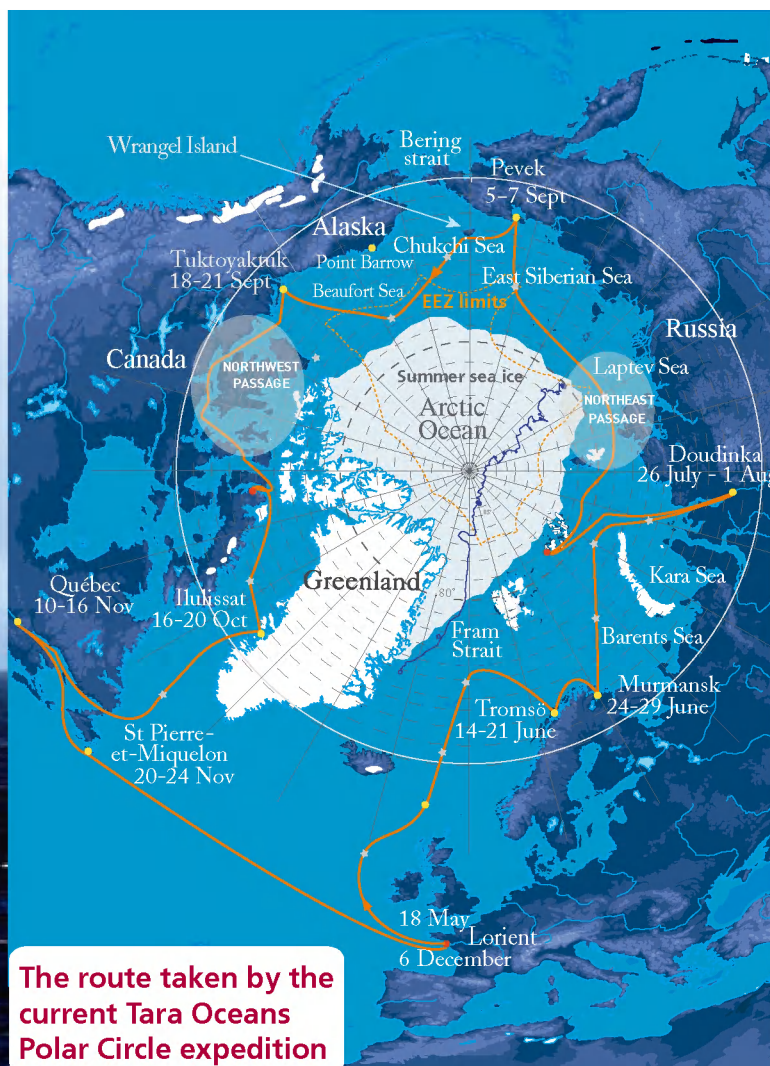 Wrangel Island
Bering
strait
Pevek
5-7 Sept
Alaska
Chukchi Sea
Tuktoyaktuk
18-21 Sept
Point Barrow
Beaufort Sea
East Siberian Sea
EEZ limits
Russia
Canada
NORTHWEST
PASSAGE
Summer sea ice
Laptev Sea
Arctic
Ocean
NORTHEAST
PASSAGE
Doudinka
26 July - 1 Aug
Kara Sea
Québec
10-16 Nov
Ilulissat
16-20 Oct
Greenland
80°
Fram
Strait
Barents Sea
Murmansk
24-29 June
Tromsö
14-21 June
St Pierre-
et-Miquelon
20-24 Nov
18 May
Lorient
6 December
The route taken by the
current Tara Oceans
Polar Circle expedition